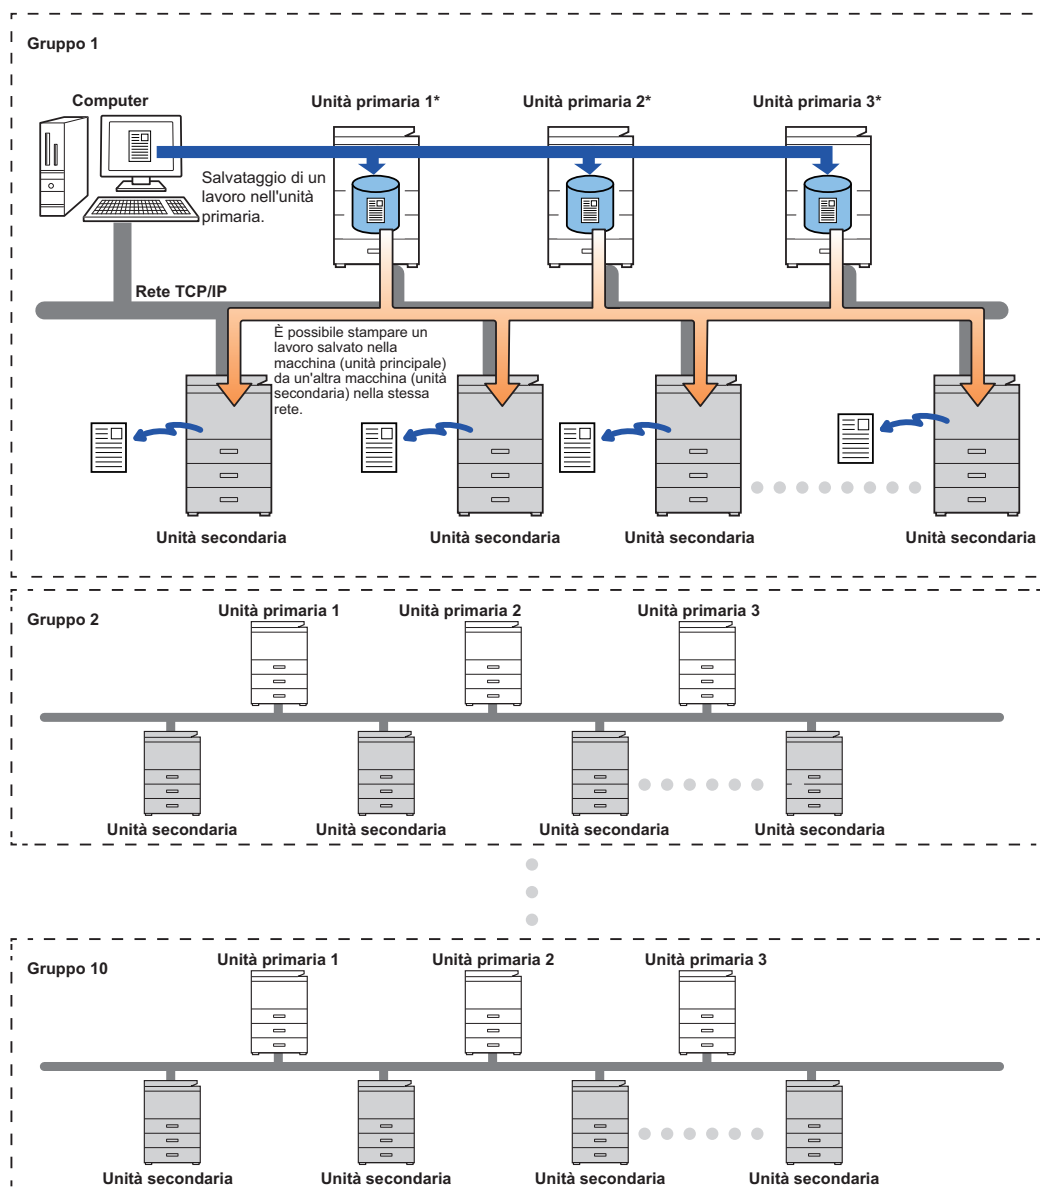 Gruppo 1
Computer
Unità primaria 1*
Unità primaria 2*
Unità primaria 3*
Salvataggio di un
lavoro nell'unità
primaria.
Rete TCP/IP
È possibile stampare un
lavoro salvato nella
macchina (unità principale)
da un'altra macchina (unità
secondaria) nella stessa
rete.
Unità secondaria
Unità secondaria
Unità secondaria
Unità secondaria
Gruppo 2
Unità primaria 1
Unità primaria 2
Unità primaria 3
Unità secondaria
Unità secondaria
Unità secondaria
Unità secondaria
Gruppo 10
Unità primaria 1
Unità primaria 2
Unità primaria 3
Unità secondaria
Unità secondaria
Unità secondaria
Unità secondaria